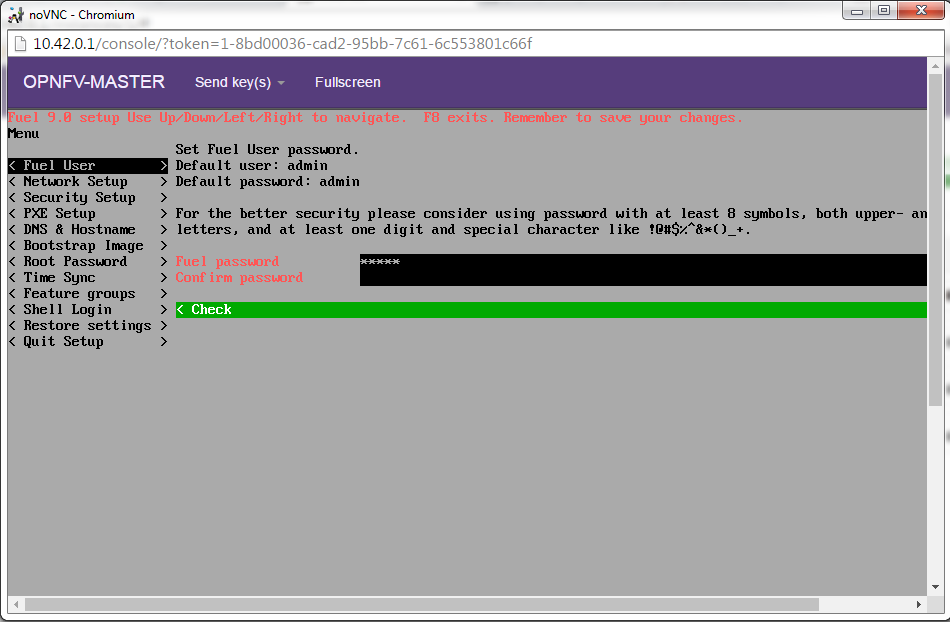 noVNC - Chromium
10.42.0.1/console/?token=1-8bd00036-cad2-95bb-7c61-6c553801c66f
OPNFV-MASTER Send key(s) Fullscreen
Fuel 9.0 setup Use Up/Down/Left/Right to navigate. F8 exits. Remember to save your changes.
Menu
Set Fuel User password.
< Fuel User > Default user: admin
< Network Setup > Default password: admin
< Security Setup >
< PXE Setup > For the better security please consider using password with at least 8 symbols, both upper- an
< DNS & Hostname > letters, and at least one digit and special character like !@#$%^&*()_+.
< Bootstrap Image >
< Root Password > Fuel password *****
< Time Sync > Confirm password
< Feature groups >
< Shell Login > < Check
< Restore settings >
< Quit Setup >